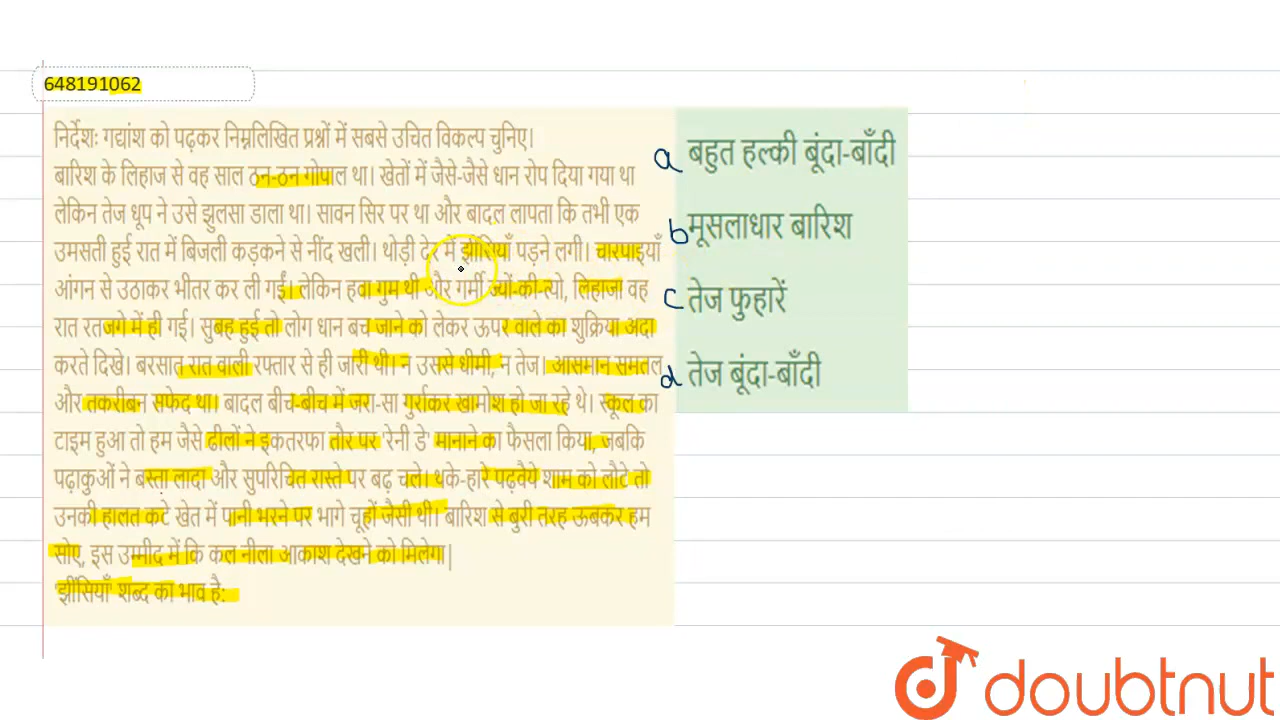 648191062
निर्देशः गद्यांश को पढ़कर निम्नलिखित प्रश्नों में सबसे उचित विकल्प चुनिए।
बारिश के लिहाज से वह साल ठन-ठन गोपाल था। खेतों में जैसे-जैसे धान रोप दिया गया था
लेकिन तेज धूप ने उसे झुलसा डाला था। सावन सिर पर था और बादल लापता कि तभी एक
उमसती हुई रात में बिजली कड़कने से नींद खली। थोड़ी देर में झींसियाँ पड़ने लगी। चारपाइयाँ
आंगन से उठाकर भीतर कर ली गईं। लेकिन हवा गुम थी और गर्मी ज्यों-की-त्यो, लिहाजा वह
रात रतजगे में ही गई। सुबह हुई तो लोग धान बच जाने को लेकर ऊपर वाले का शुक्रिया अदा
करते दिखे। बरसात रात वाली रफ्तार से ही जारी थी। न उससे धीमी, न तेज। आसमान समतल
और तकरीबन सफेद था। बादल बीच-बीच में जरा-सा गुर्राकर खामोश हो जा रहे थे। स्कूल का
टाइम हुआ तो हम जैसे ढीलों ने इकतरफा तौर पर 'रेनी डे' मानाने का फैसला किया, जबकि
पढ़ाकुओं ने बस्ता लादा और सुपरिचित रास्ते पर बढ़ चले। थके-हारे पढ़वैये शाम को लौटे तो
उनकी हालत कटे खेत में पानी भरने पर भागे चूहों जैसी थी। बारिश से बुरी तरह ऊबकर हम
सोए, इस उम्मीद में कि कल नीला आकाश देखने को मिलेगा|
'झींसियाँ' शब्द का भाव है:
a बहुत हल्की बूंदा-बाँदी
b मूसलाधार बारिश
c तेज फुहारें
d तेज बूंदा-बाँदी
doubtnut